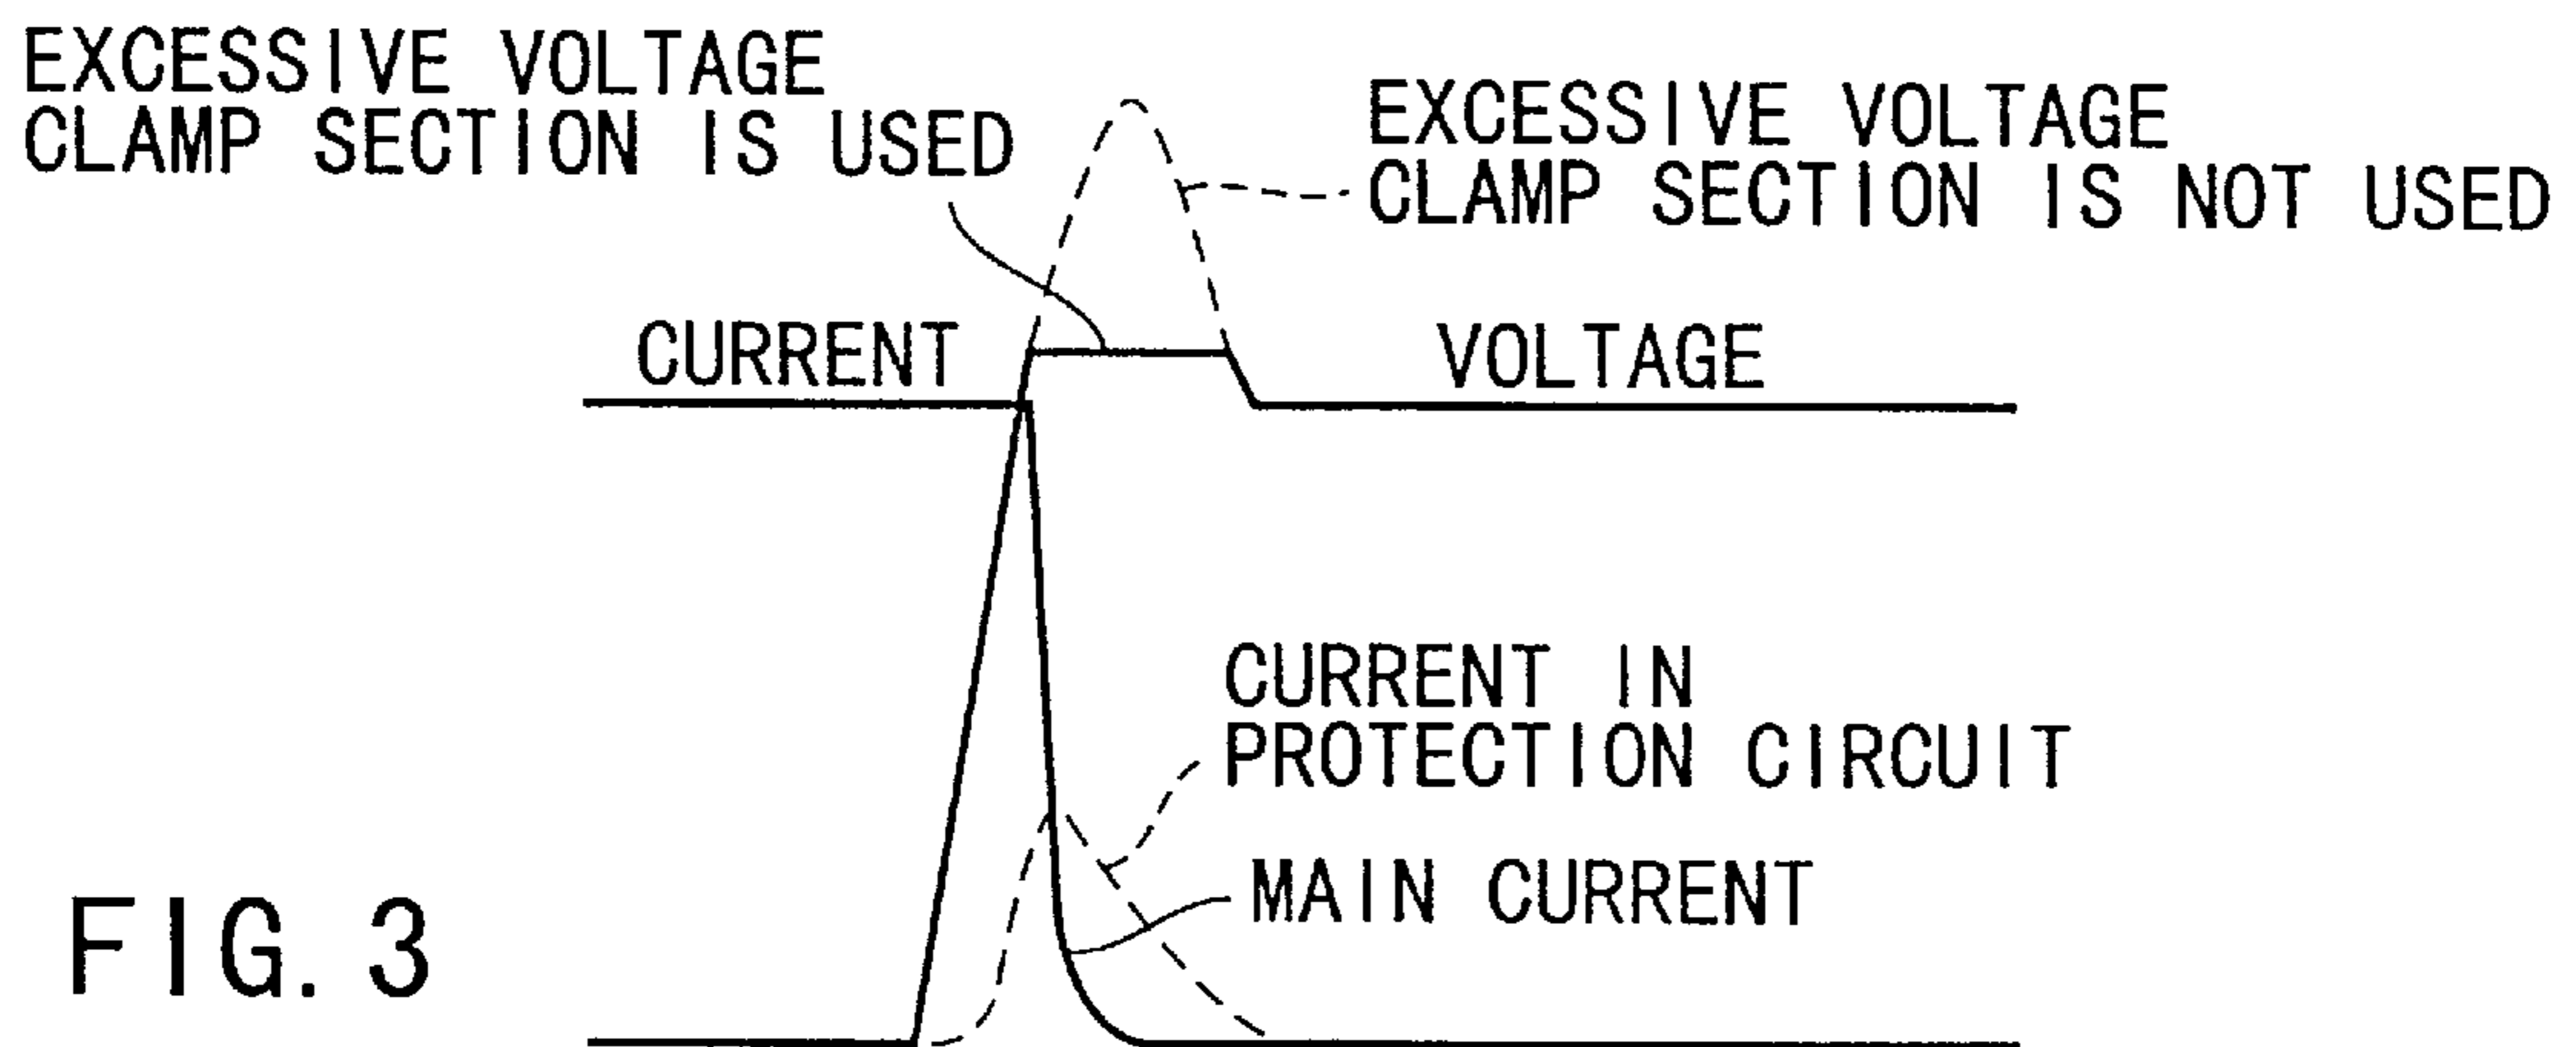 EXCESSIVE VOLTAGE
CLAMP SECTION IS USED
EXCESSIVE VOLTAGE
CLAMP SECTION IS NOT USED
CURRENT
VOLTAGE
CURRENT IN
PROTECTION CIRCUIT
MAIN CURRENT
FIG. 3